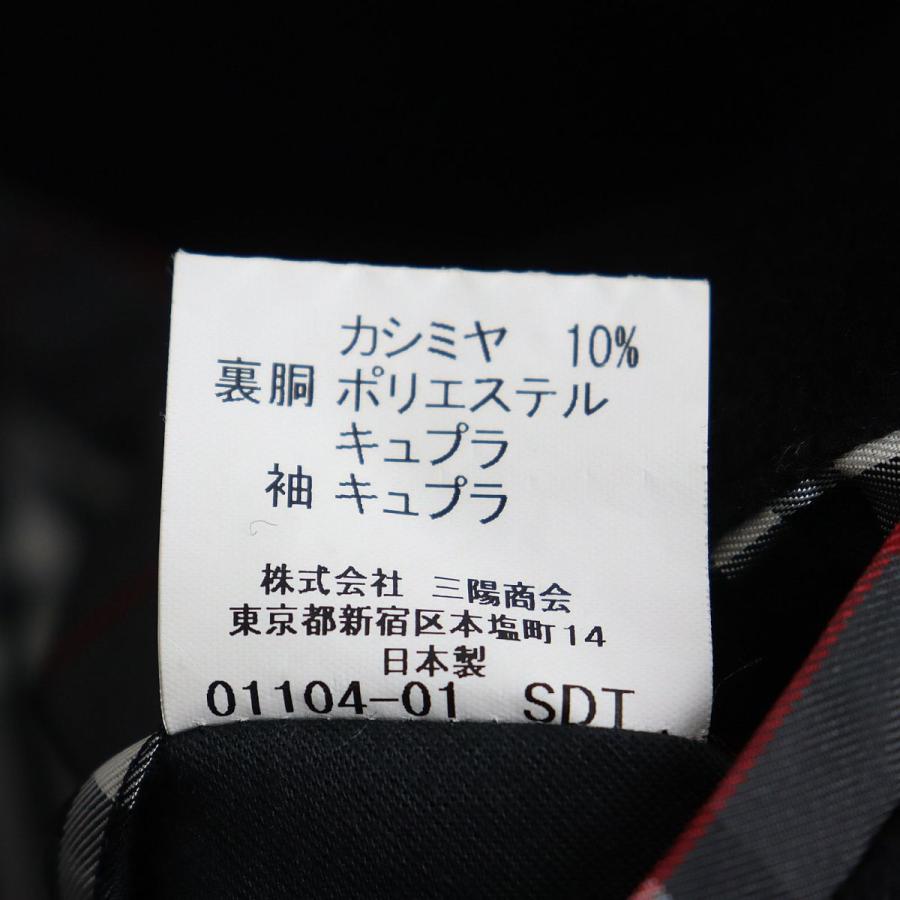 カシミヤ 10%
裏胴 ポリエステル
キュプラ
袖 キュプラ
株式会社 三陽商会
東京都新宿区本塩町14
日本製
01104-01 SDT